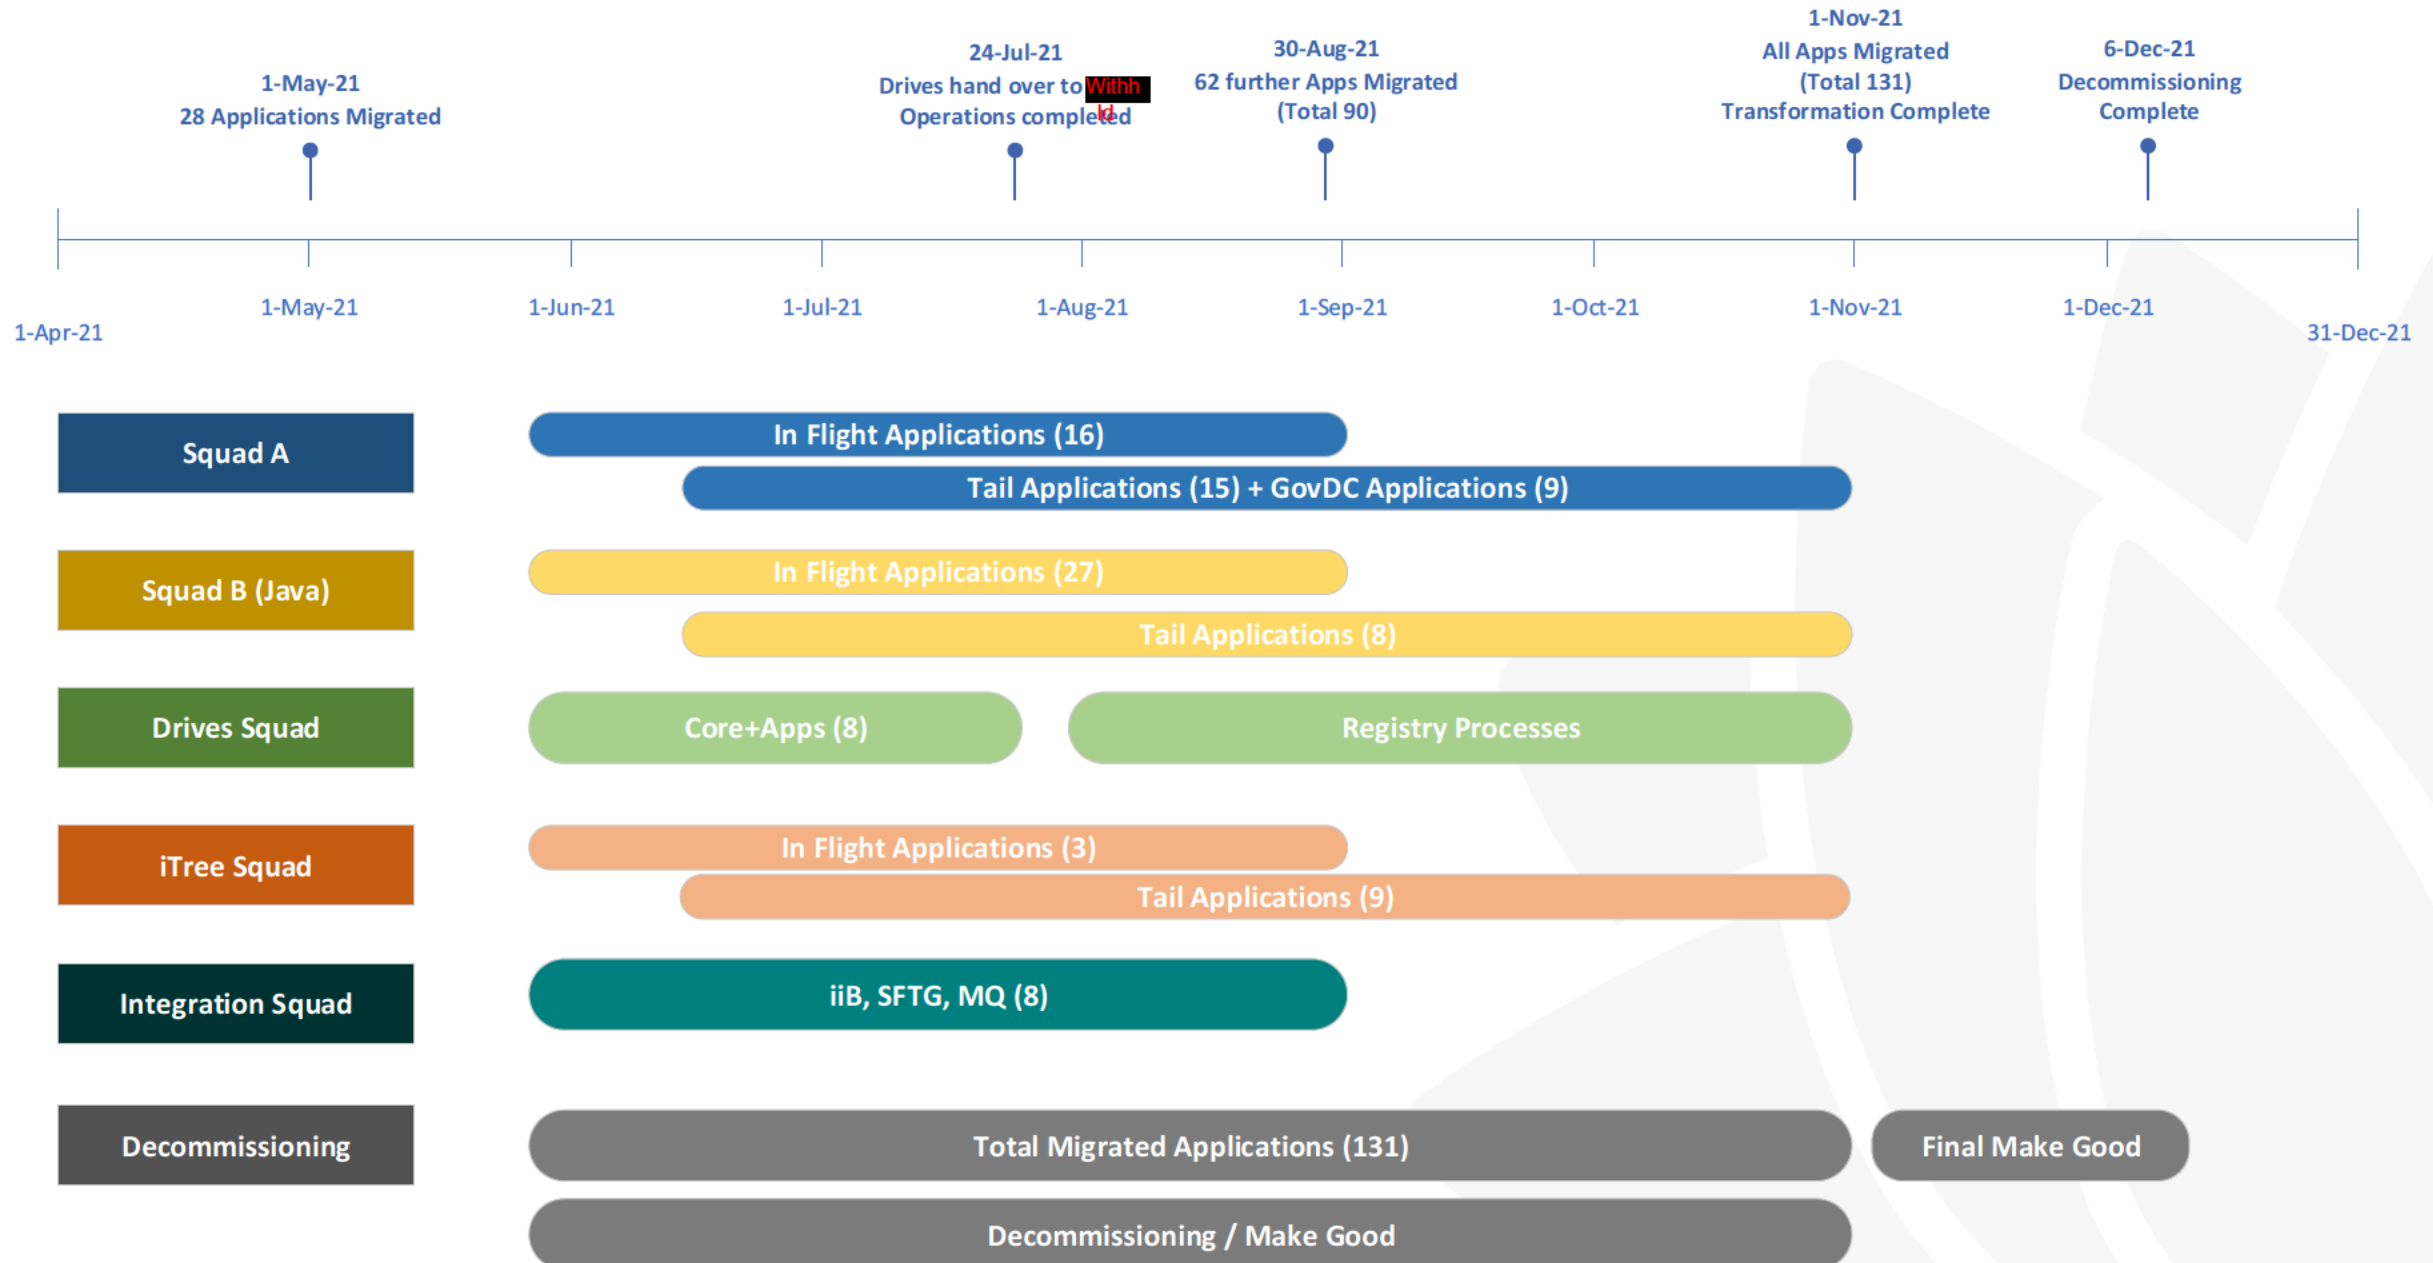 1-May-21
28 Applications Migrated
24-Jul-21
Drives hand over to Withh
ld
Operations completed
30-Aug-21
62 further Apps Migrated
(Total 90)
1-Nov-21
All Apps Migrated
(Total 131)
Transformation Complete
6-Dec-21
Decommissioning
Complete
1-Apr-21
1-May-21
1-Jun-21
1-Jul-21
1-Aug-21
1-Sep-21
1-Oct-21
1-Nov-21
1-Dec-21
31-Dec-21
Squad A
In Flight Applications (16)
Tail Applications (15) + GovDC Applications (9)
Squad B (Java)
In Flight Applications (27)
Tail Applications (8)
Drives Squad
Core+Apps (8)
Registry Processes
iTree Squad
In Flight Applications (3)
Tail Applications (9)
Integration Squad
iiB, SFTG, MQ (8)
Decommissioning
Total Migrated Applications (131)
Final Make Good
Decommissioning / Make Good